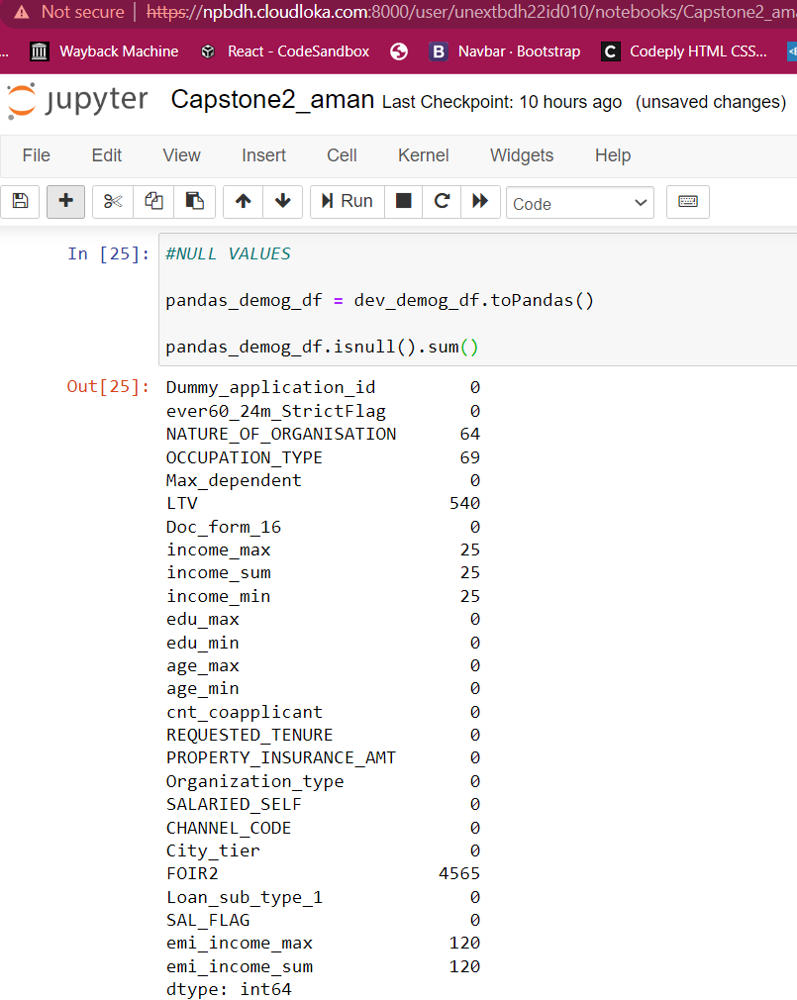 Not secure | https://npbdh.cloudloka.com:8000/user/unextbdh22id010/notebooks/Capstone2_am
... Wayback Machine React - CodeSandbox B Navbar · Bootstrap C Codeply HTML CSS...
jupyter Capstone2_aman Last Checkpoint: 10 hours ago (unsaved changes)
File Edit View Insert Cell Kernel Widgets Help
Run Code
In [25]: #NULL VALUES
pandas_demog_df = dev_demog_df.toPandas()
pandas_demog_df.isnull().sum()
Out[25]: Dummy_application_id 0
ever60_24m_StrictFlag 0
NATURE_OF_ORGANISATION 64
OCCUPATION_TYPE 69
Max_dependent 0
LTV 540
Doc_form_16 0
income_max 25
income_sum 25
income_min 25
edu_max 0
edu_min 0
age_max 0
age_min 0
cnt_coapplicant 0
REQUESTED_TENURE 0
PROPERTY_INSURANCE_AMT 0
Organization_type 0
SALARIED_SELF 0
CHANNEL_CODE 0
City_tier 0
FOIR2 4565
Loan_sub_type_1 0
SAL_FLAG 0
emi_income_max 120
emi_income_sum 120
dtype: int64